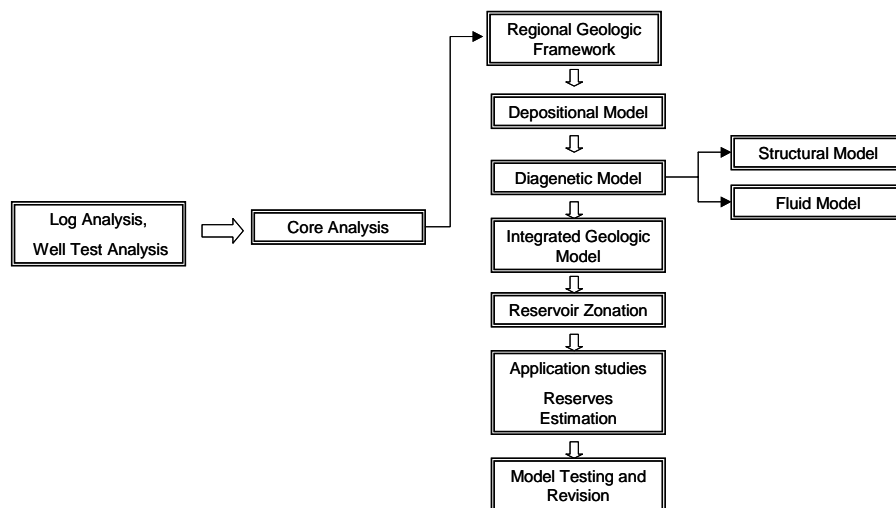 Regional Geologic
Framework
Depositional Model
Diagenetic Model
Structural Model
Fluid Model
Log Analysis,
Well Test Analysis
Core Analysis
Integrated Geologic
Model
Reservoir Zonation
Application studies
Reserves
Estimation
Model Testing and
Revision